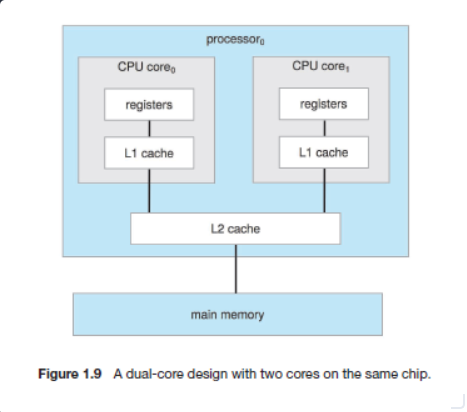 processor₀
CPU core₀
CPU core₁
registers
registers
L1 cache
L1 cache
L2 cache
main memory
Figure 1.9 A dual-core design with two cores on the same chip.